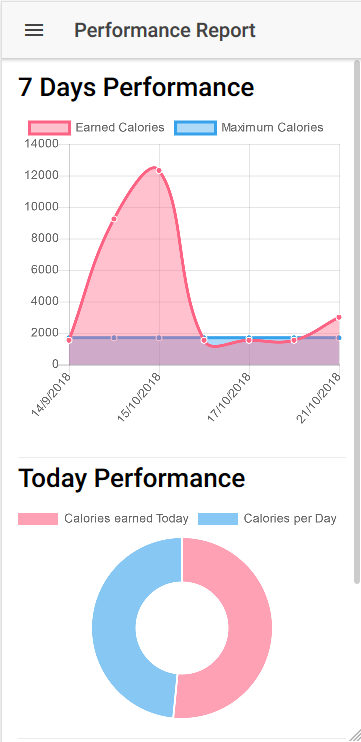 Performance Report
7 Days Performance
Earned Calories Maximum Calories
14000
12000
10000
8000
6000
4000
2000
0
14/9/2018 15/10/2018 17/10/2018 21/10/2018
Today Performance
Calories earned Today Calories per Day